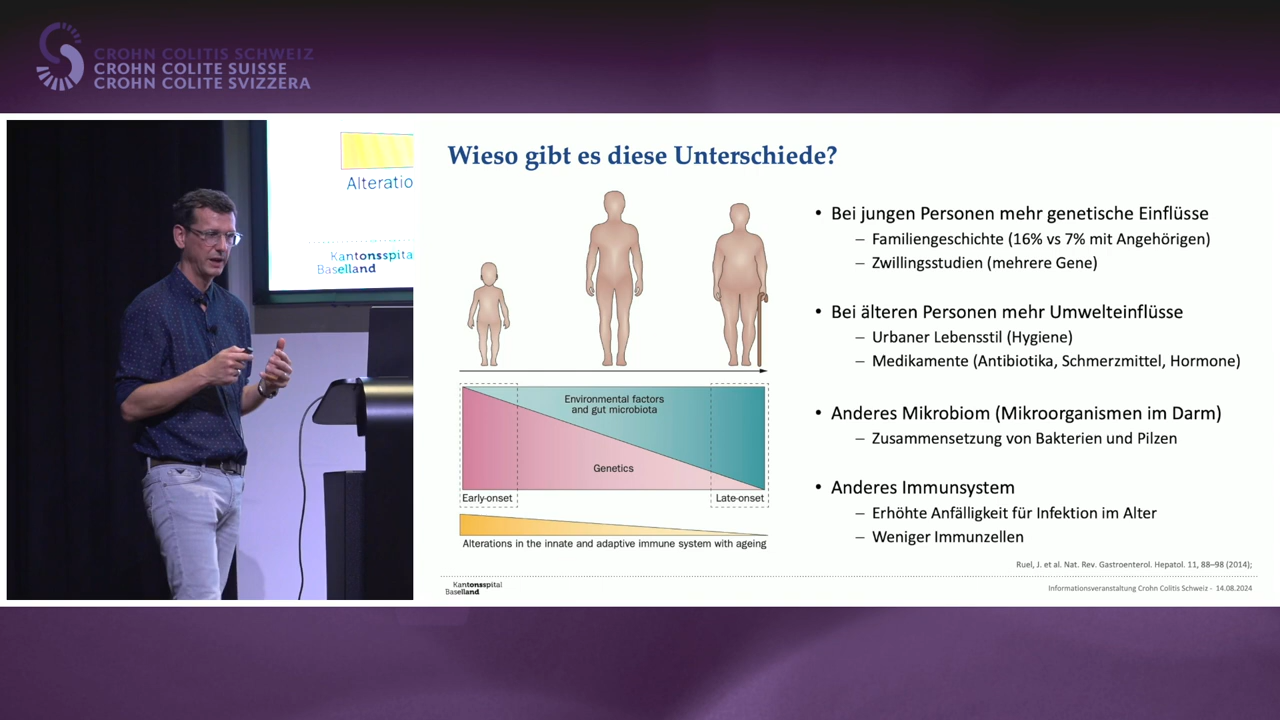 CROHN COLITIS SCHWEIZ
CROHN COLITE SUISSE
CROHN COLITE SVIZZERA
Alteratio
Kantonsspita
Baselland
Wieso gibt es diese Unterschiede?
Environmental factors
and gut microbiota
Genetics
Early-onset
Late-onset
Alterations in the innate and adaptive immune system with ageing
• Bei jungen Personen mehr genetische Einflüsse
– Familiengeschichte (16% vs 7% mit Angehörigen)
– Zwillingsstudien (mehrere Gene)
• Bei älteren Personen mehr Umwelteinflüsse
– Urbaner Lebensstil (Hygiene)
– Medikamente (Antibiotika, Schmerzmittel, Hormone)
• Anderes Mikrobiom (Mikroorganismen im Darm)
– Zusammensetzung von Bakterien und Pilzen
• Anderes Immunsystem
– Erhöhte Anfälligkeit für Infektion im Alter
– Weniger Immunzellen
Ruel, J. et al. Nat. Rev. Gastroenterol. Hepatol. 11, 88–98 (2014);
Kantonsspital
Baselland
Informationsveranstaltung Crohn Colitis Schweiz - 14.08.2024